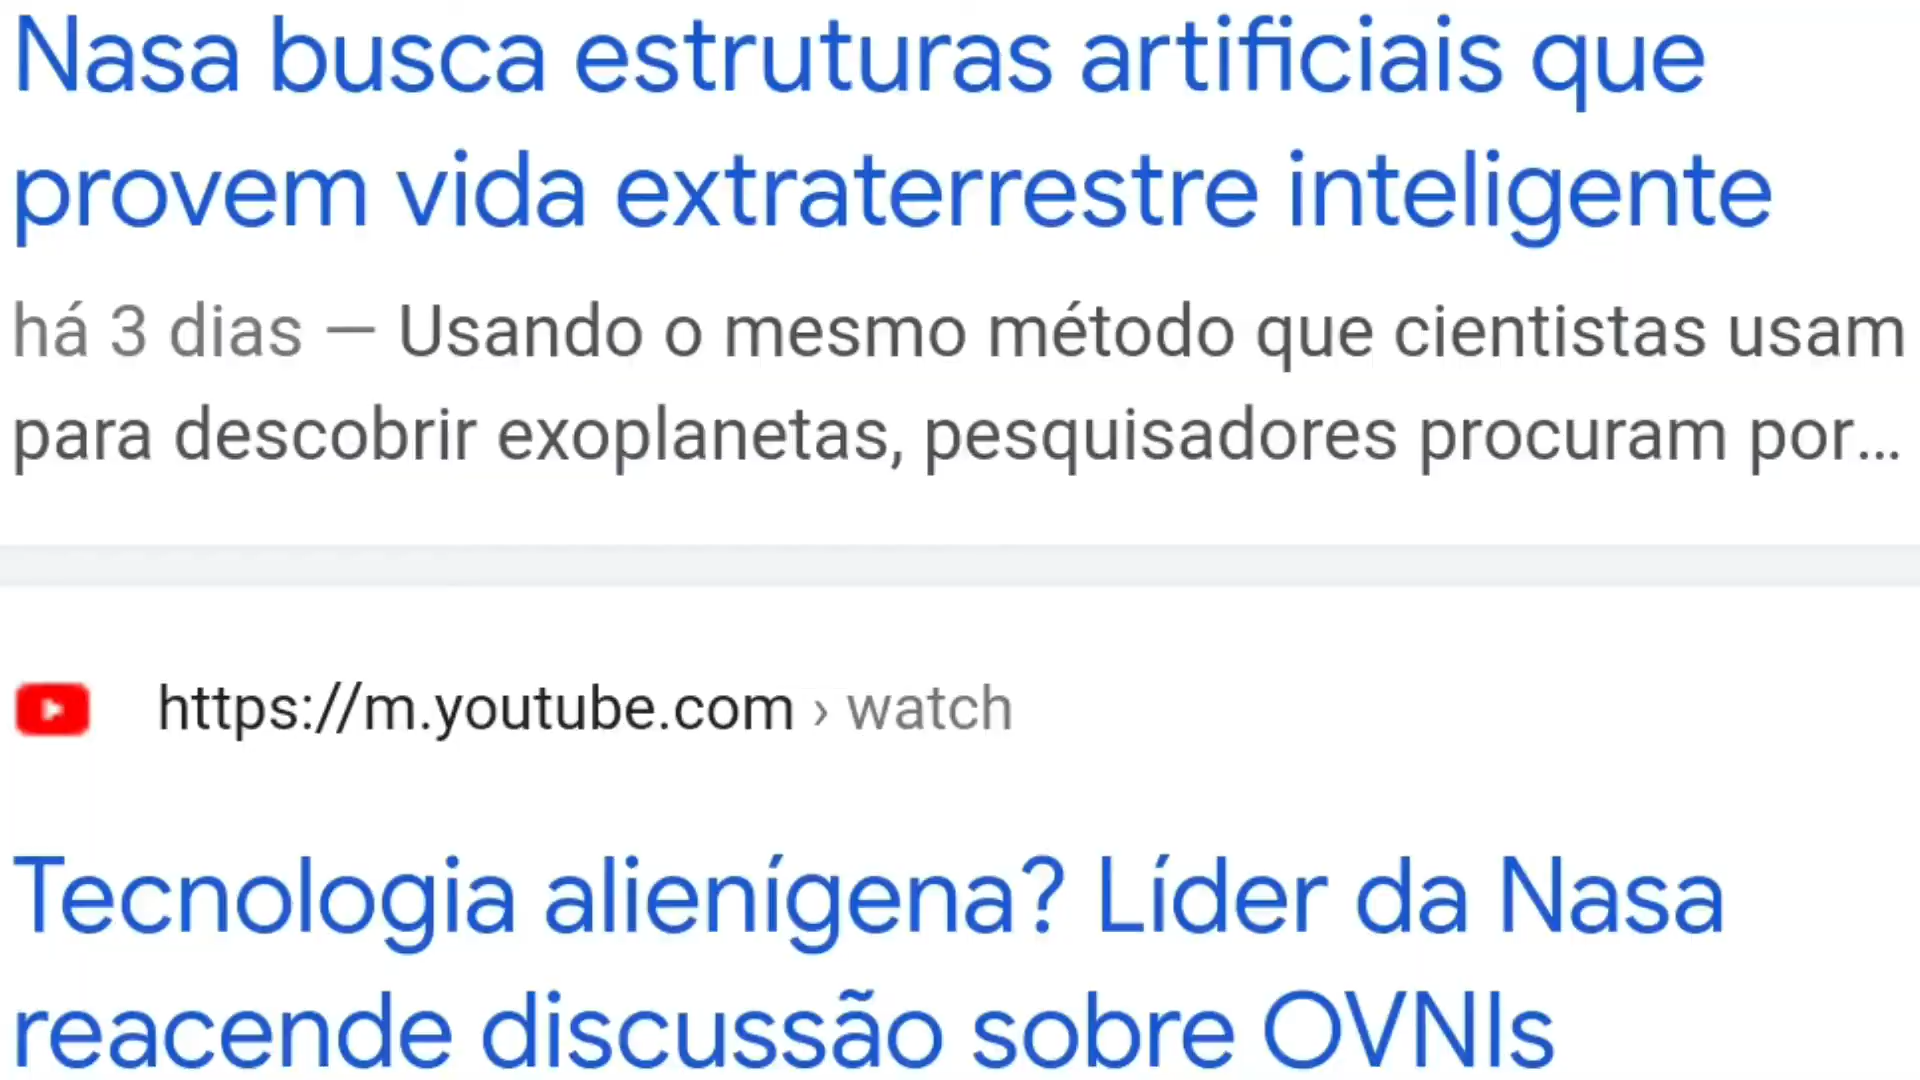 Nasa busca estruturas artificiais que
provem vida extraterrestre inteligente
há 3 dias — Usando o mesmo método que cientistas usam
para descobrir exoplanetas, pesquisadores procuram por...
https://m.youtube.com › watch
Tecnologia alienígena? Líder da Nasa
reacende discussão sobre OVNIs